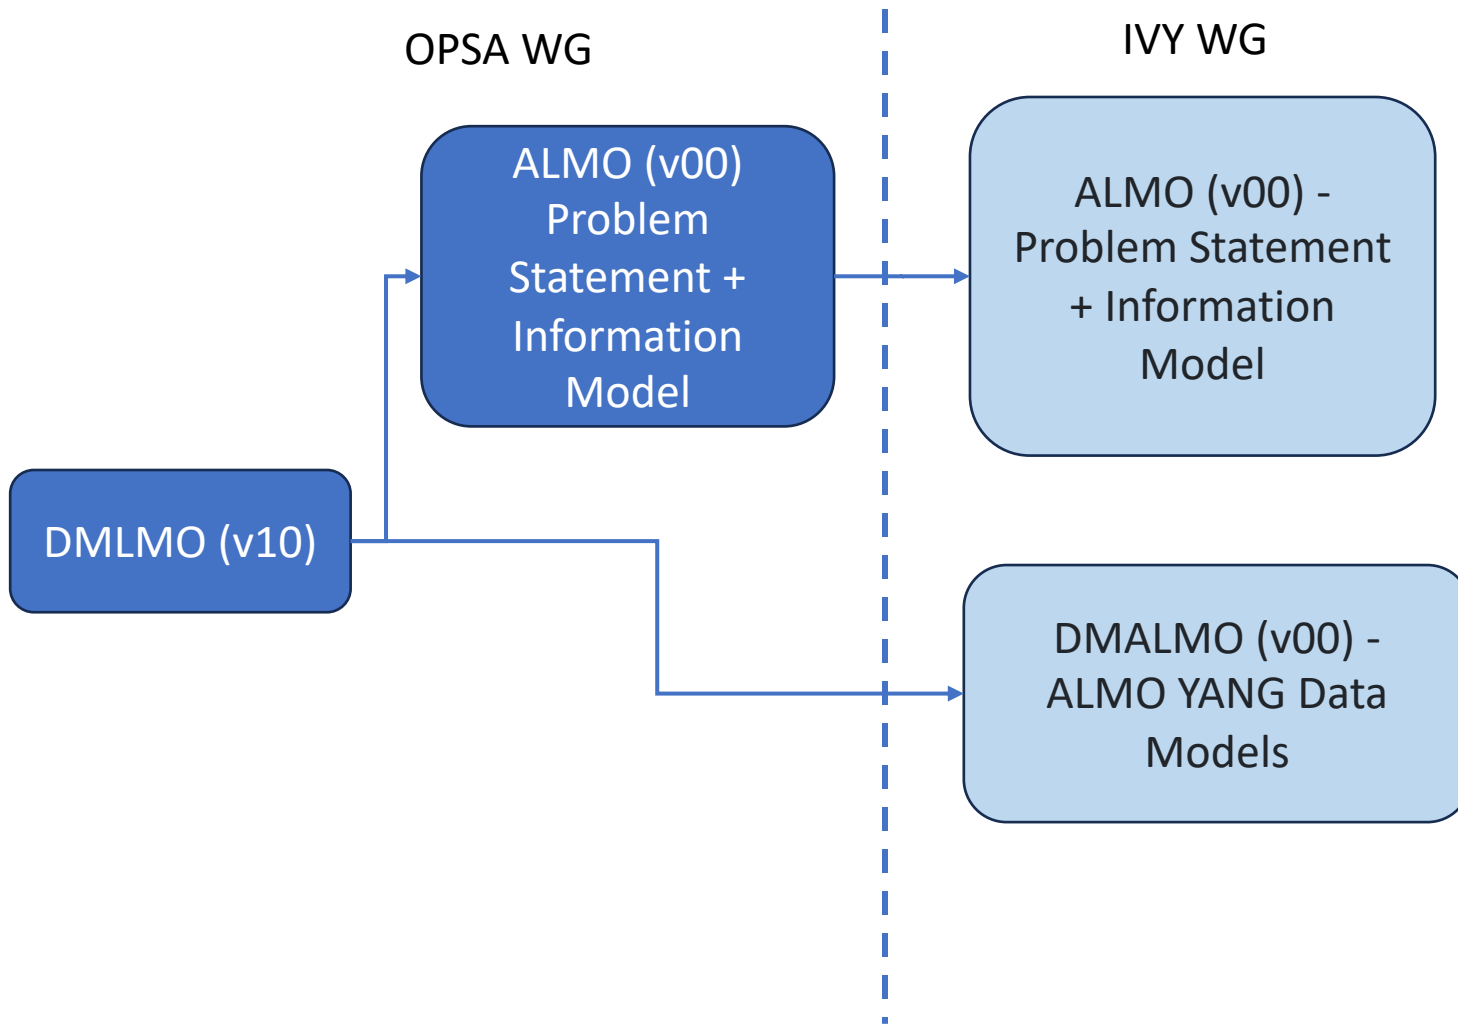 OPSA WG
IVY WG
ALMO (v00)
Problem
Statement +
Information
Model
ALMO (v00) -
Problem Statement
+ Information
Model
DMLMO (v10)
DMALMO (v00) -
ALMO YANG Data
Models